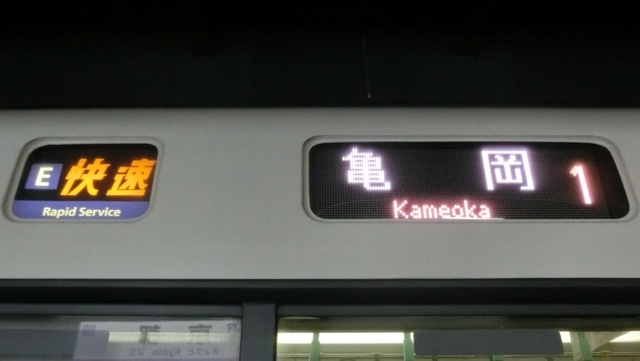 E 快速
Rapid Service
亀岡 1
Kameoka